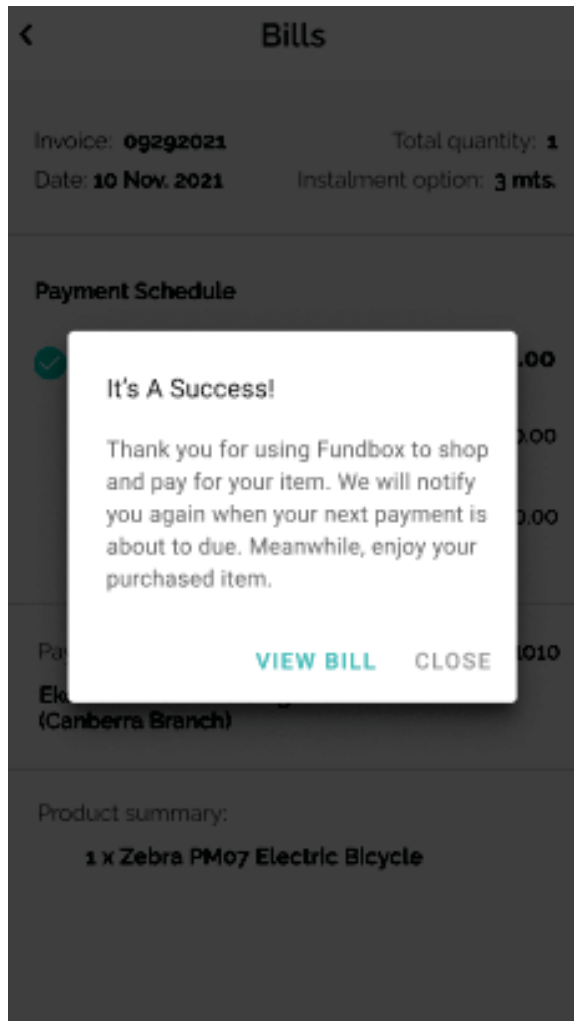 Bills
Invoice: 09292021
Total quantity: 1
Date: 10 Nov. 2021
Instalment option: 3 mts.
Payment Schedule
.00
It's A Success!
Thank you for using Fundbox to shop
and pay for your item. We will notify
you again when your next payment is
about to due. Meanwhile, enjoy your
purchased item.
VIEW BILL CLOSE
1010
(Canberra Branch)
Product summary:
1 x Zebra PM07 Electric Bicycle